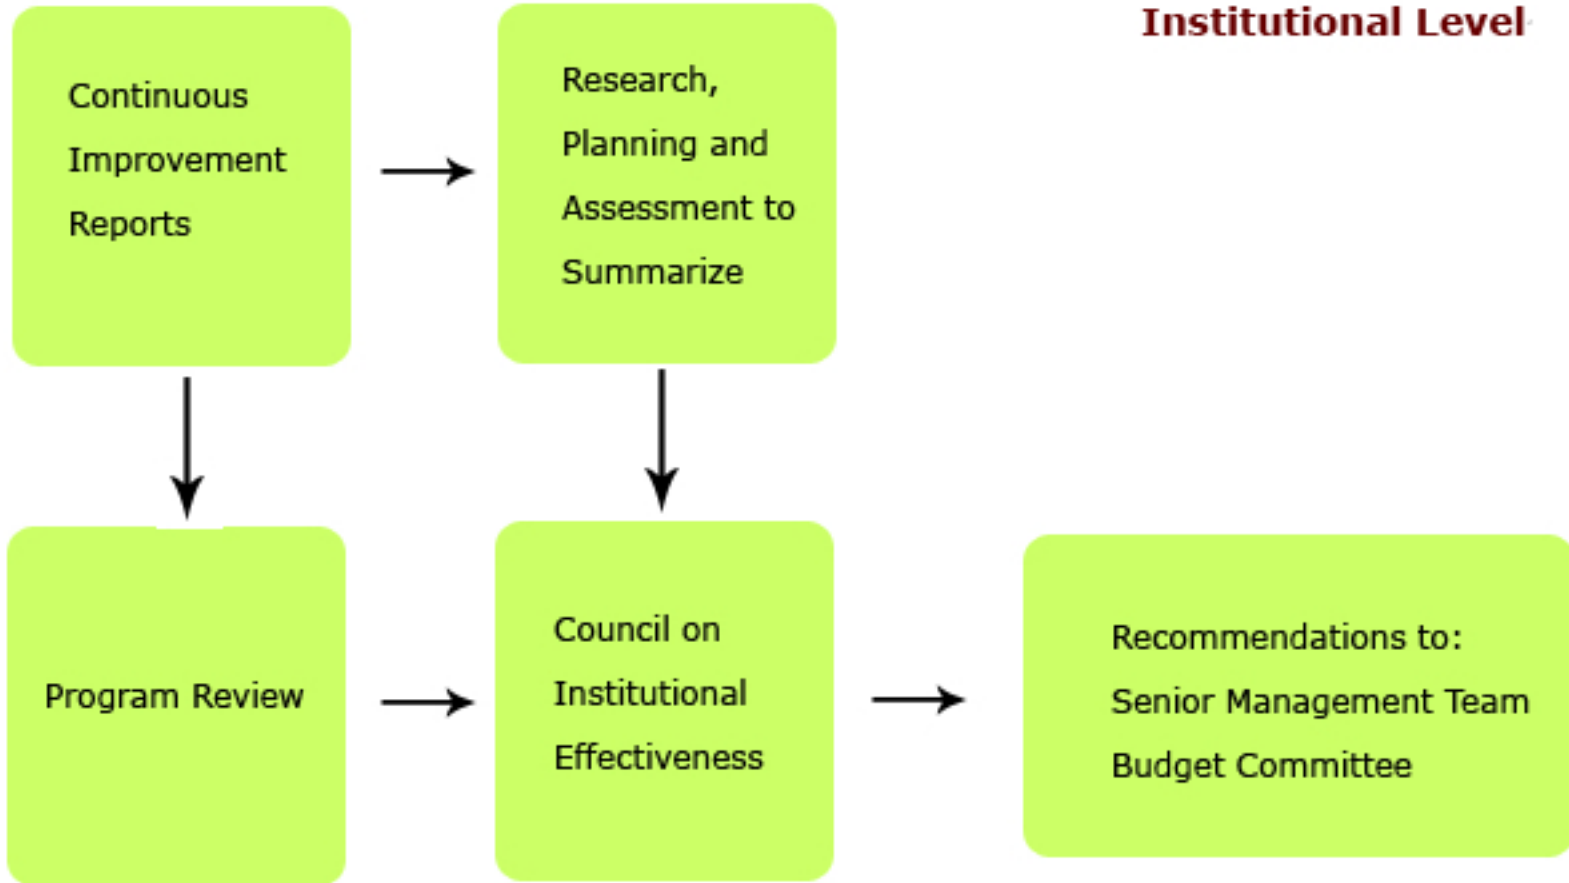 Institutional Level
Continuous
Improvement
Reports
Research,
Planning and
Assessment to
Summarize
Program Review
Council on
Institutional
Effectiveness
Recommendations to:
Senior Management Team
Budget Committee